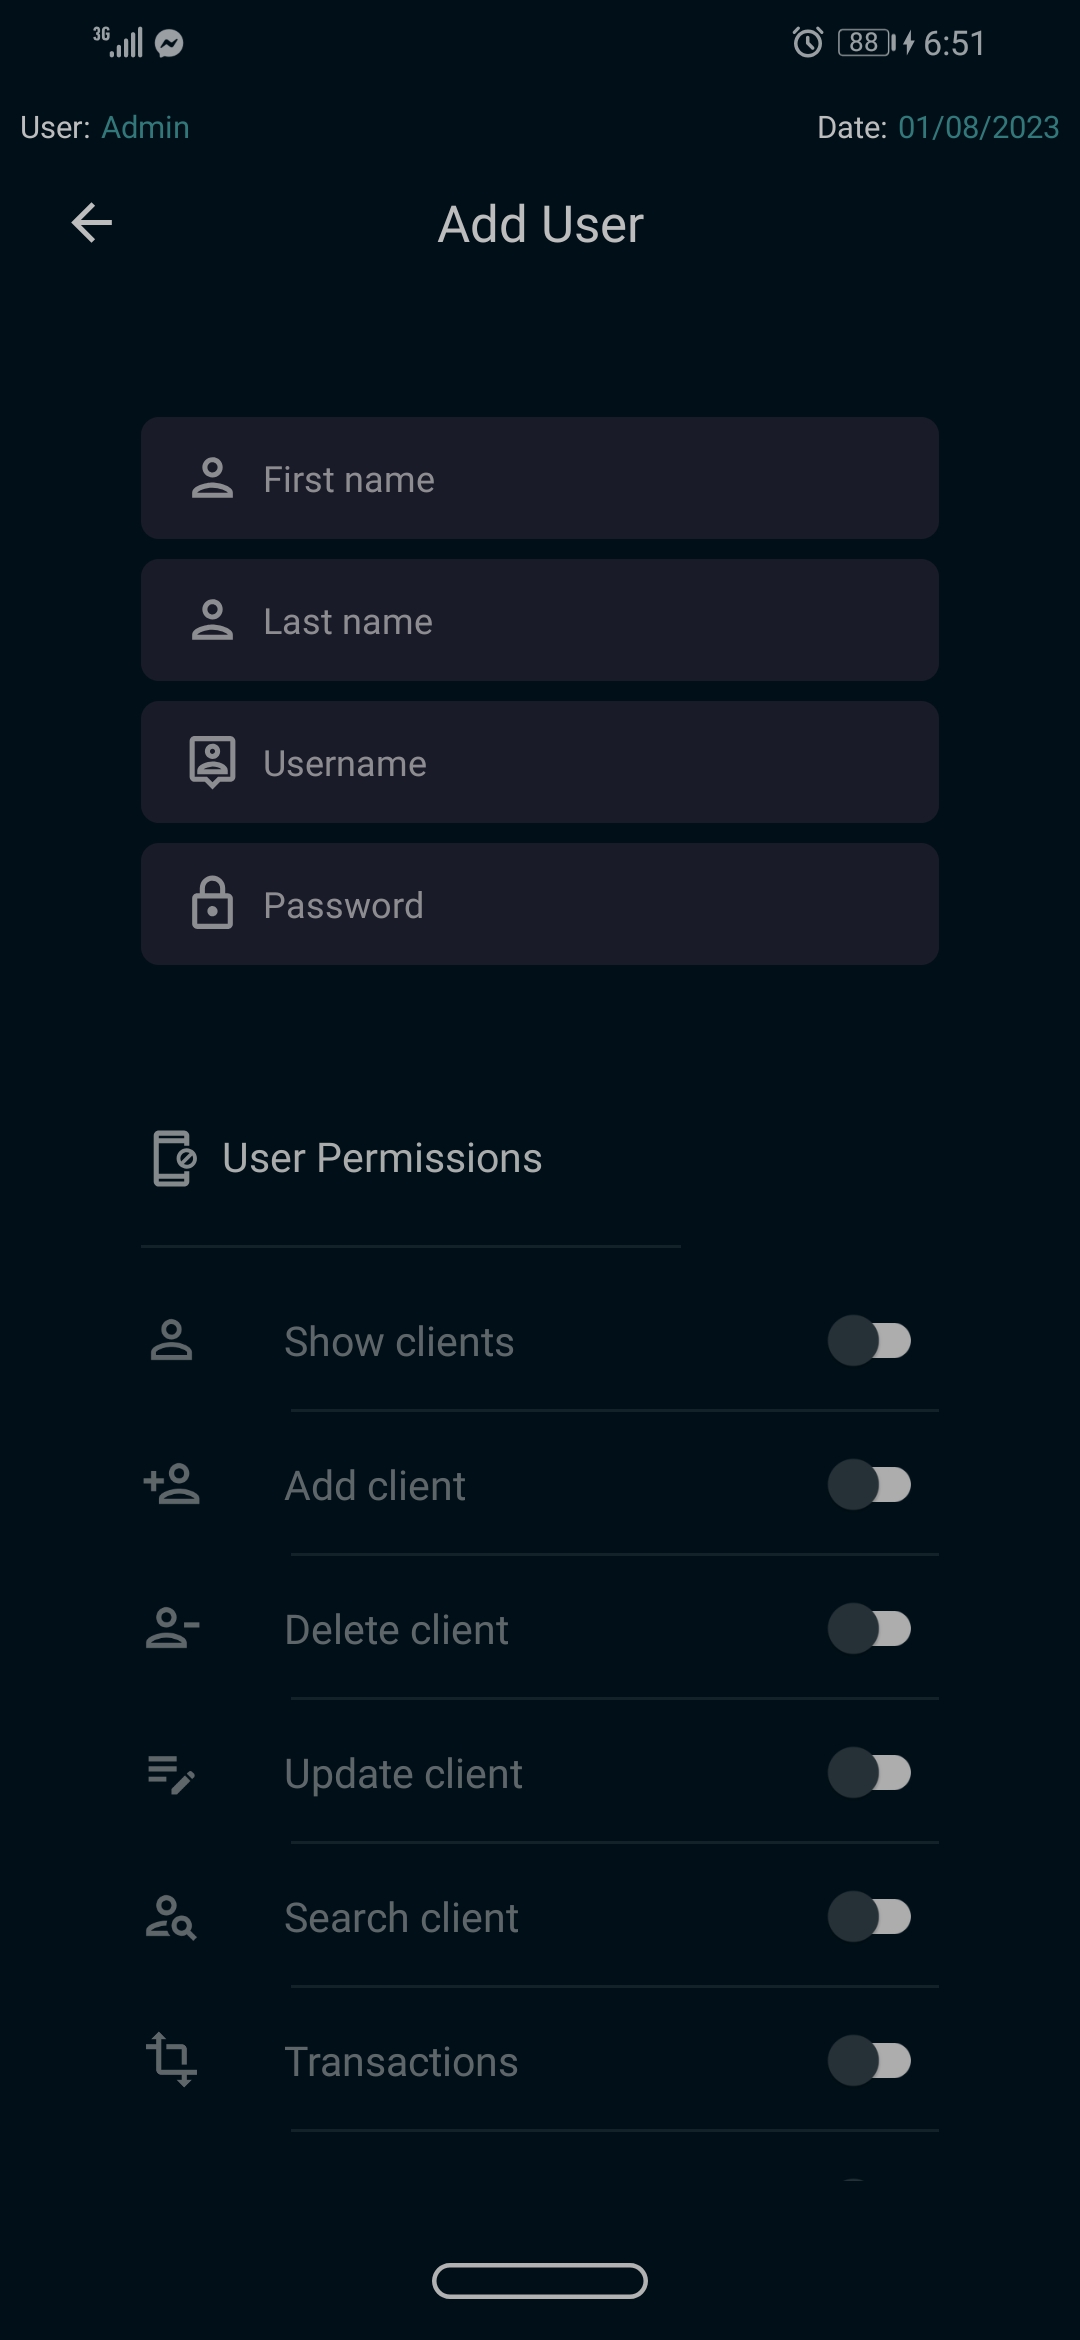 3G 88 6:51
User: Admin Date: 01/08/2023
Add User
First name
Last name
Username
Password
User Permissions
Show clients
Add client
Delete client
Update client
Search client
Transactions